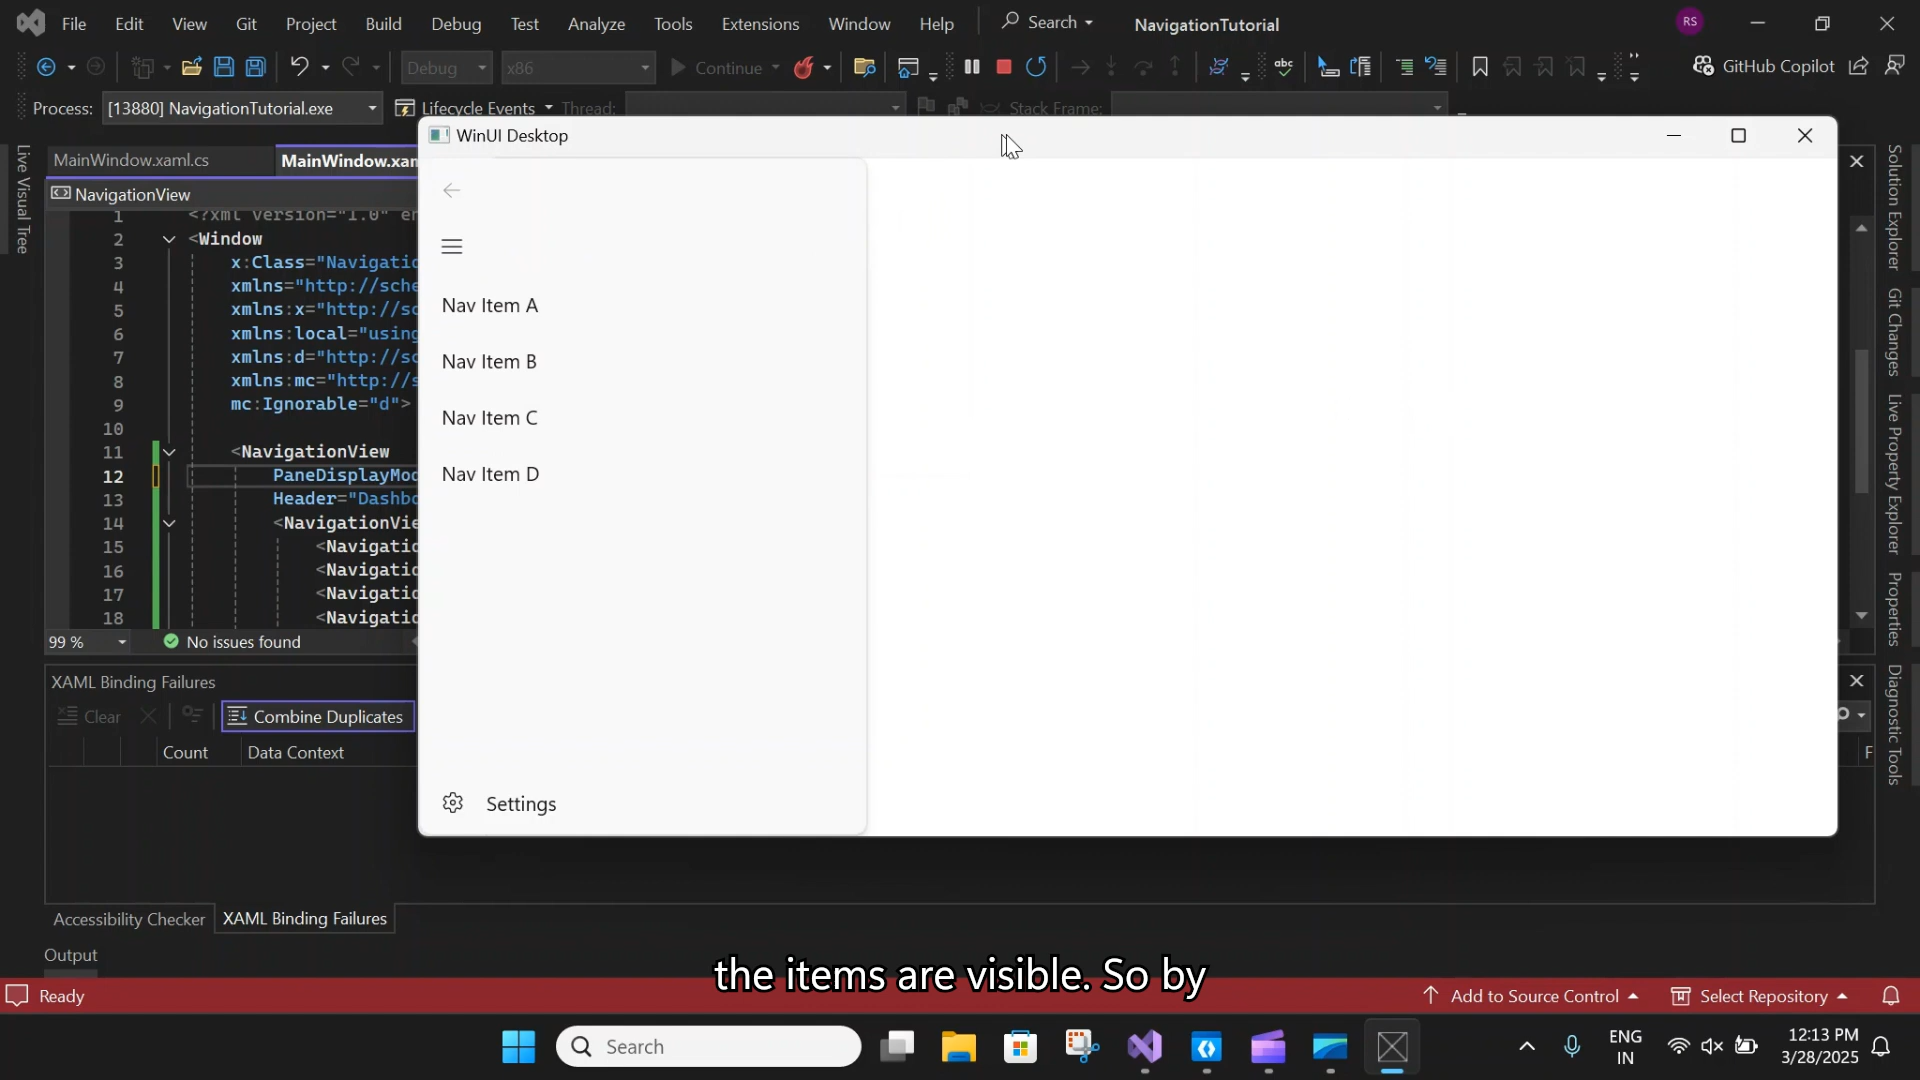 File Edit View Git Project Build Debug Test Analyze Tools Extensions Window Help Search NavigationTutorial RS
Debug x86 Continue GitHub Copilot
Process: [13880] NavigationTutorial.exe Lifecycle Events Thread: Stack Frame:
WinUI Desktop
MainWindow.xaml.cs MainWindow.xam
NavigationView
1 <?xml version="1.0" en
2 <Window
3 x:Class="Navigatio
4 xmlns="http://sche
5 xmlns:x="http://sc
6 xmlns:local="using
7 xmlns:d="http://sc
8 xmlns:mc="http://s
9 mc:Ignorable="d">
10
11 <NavigationView
12 PaneDisplayMod
13 Header="Dashbo
14 <NavigationVie
15 <Navigatio
16 <Navigatio
17 <Navigatio
18 <Navigatio
99 % No issues found
Nav Item A
Nav Item B
Nav Item C
Nav Item D
Settings
Live Visual Tree
Solution Explorer
Git Changes
Live Property Explorer
Properties
Diagnostic Tools
XAML Binding Failures
Clear Combine Duplicates
Count Data Context F
Accessibility Checker XAML Binding Failures
Output
the items are visible. So by
Ready Add to Source Control Select Repository
Search
ENG
IN
12:13 PM
3/28/2025